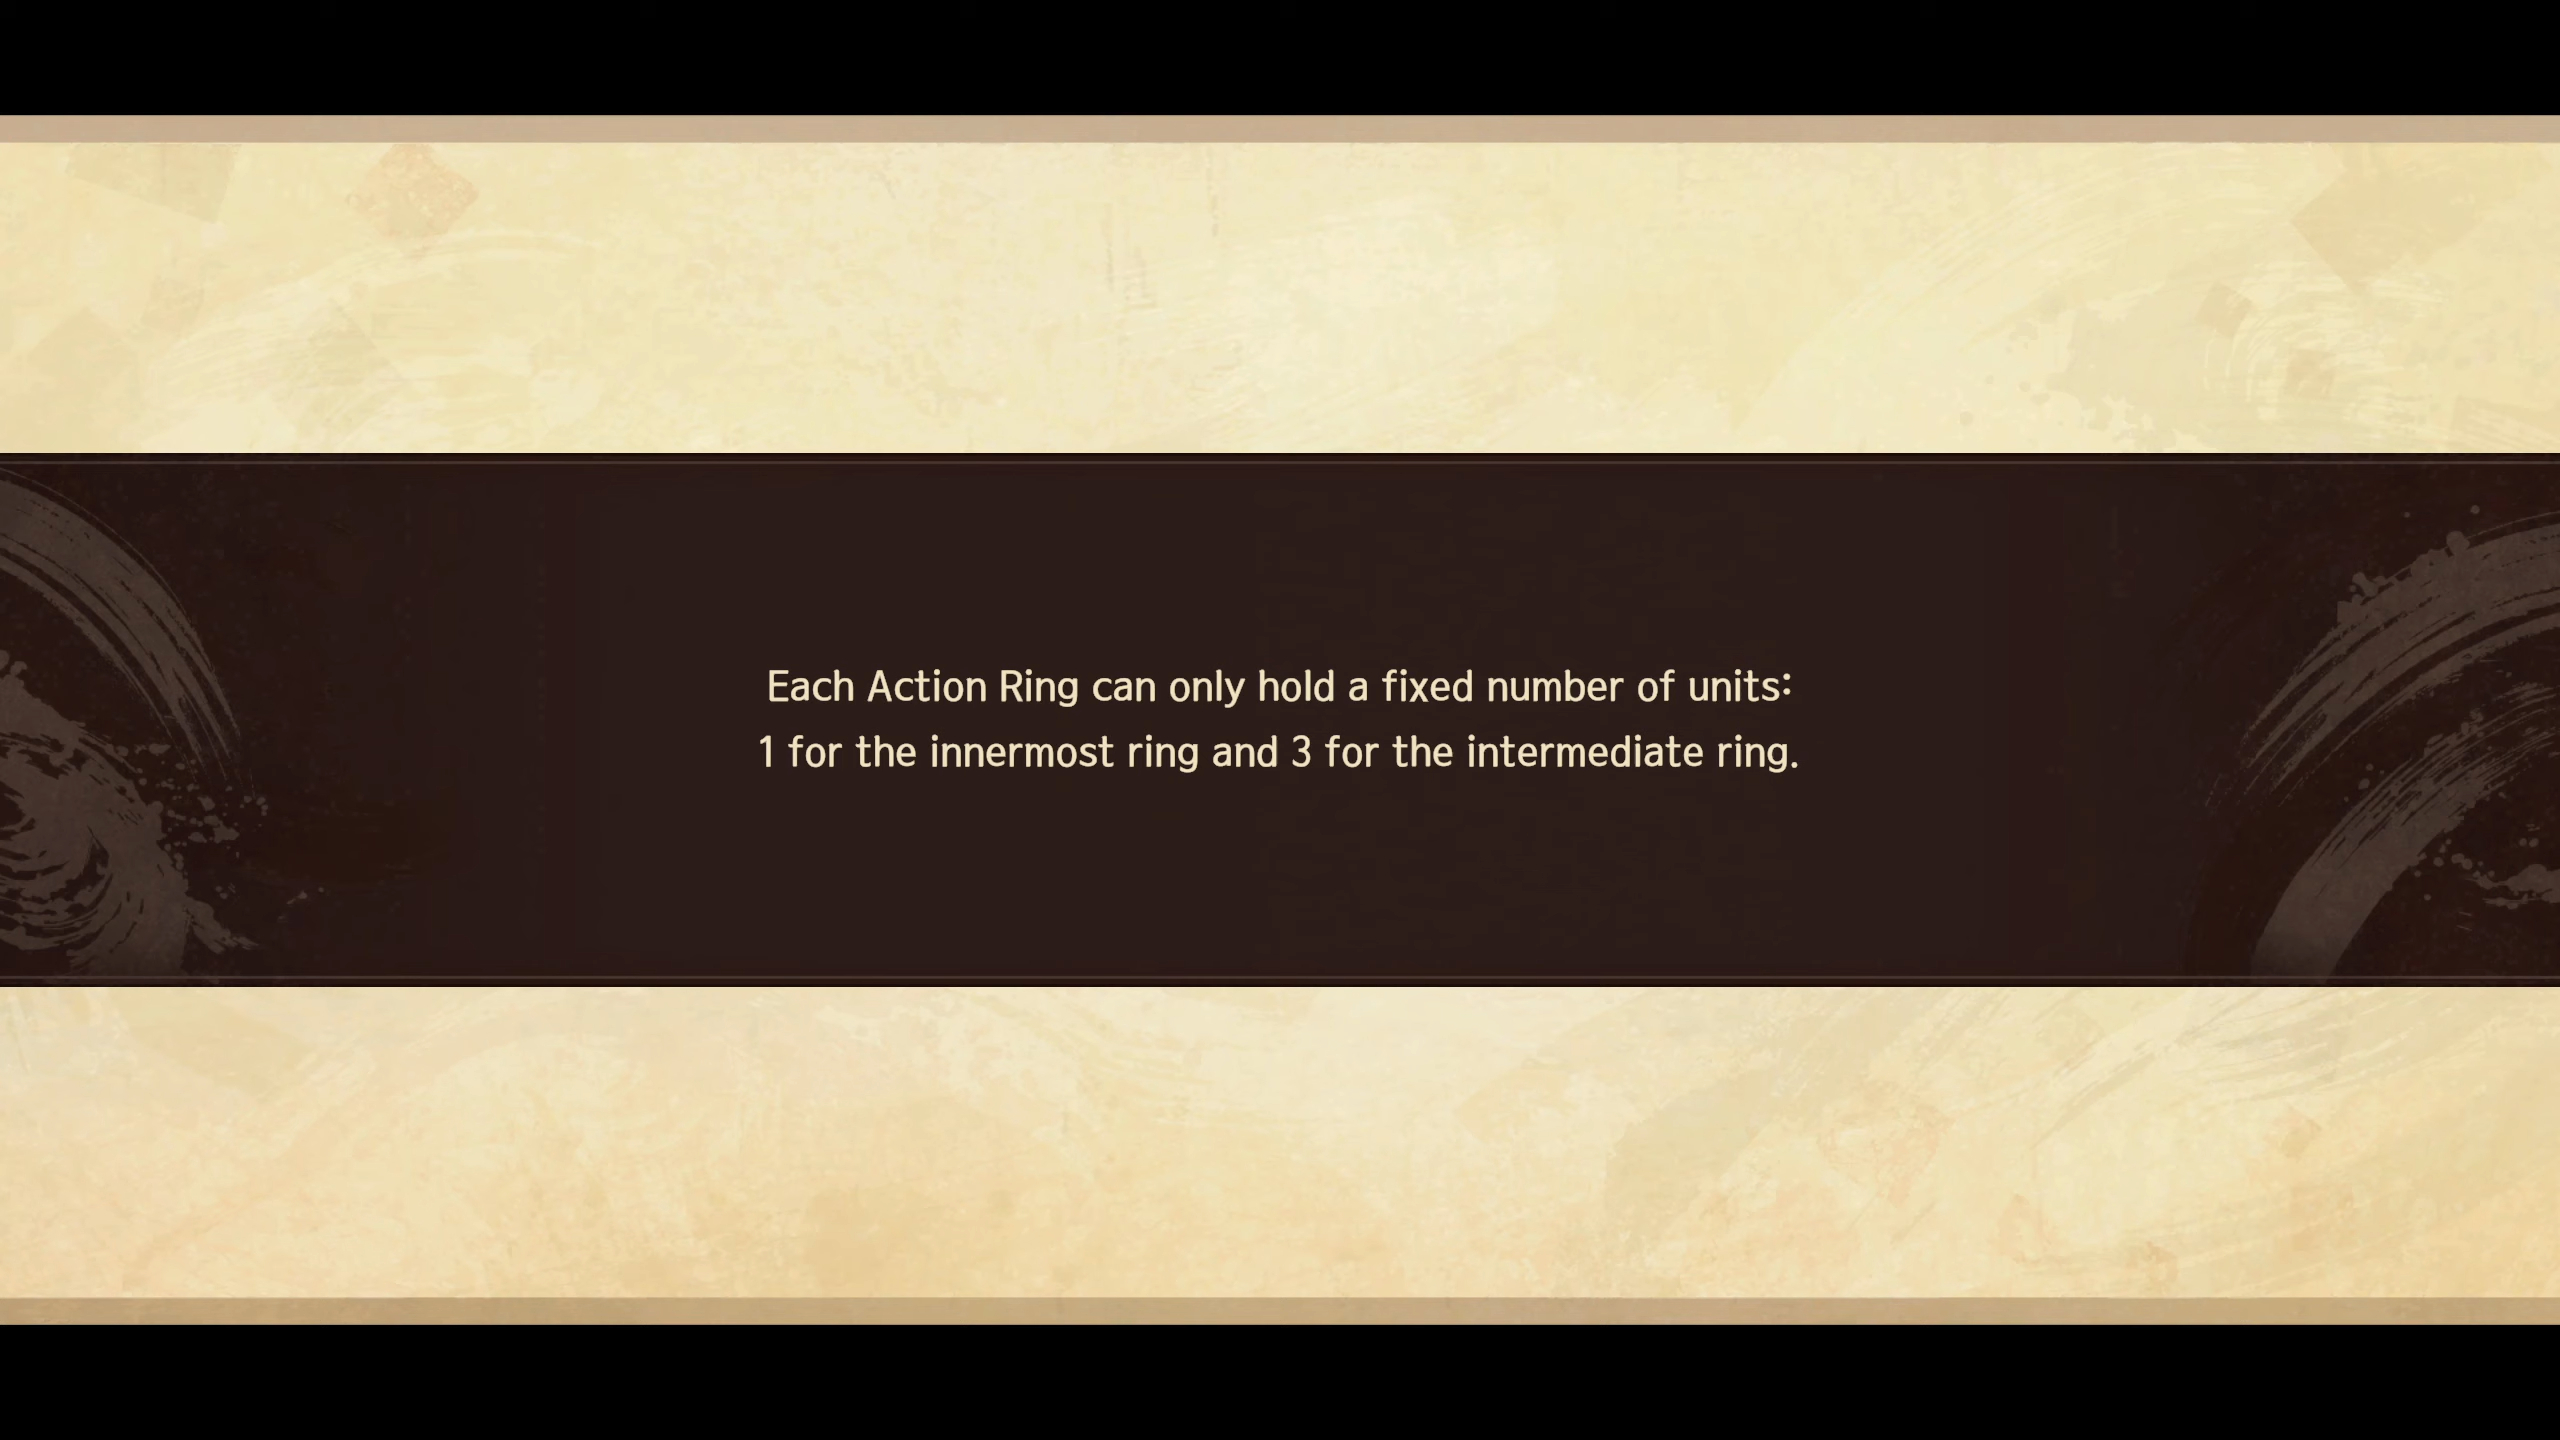 Each Action Ring can only hold a fixed number of units:
1 for the innermost ring and 3 for the intermediate ring.